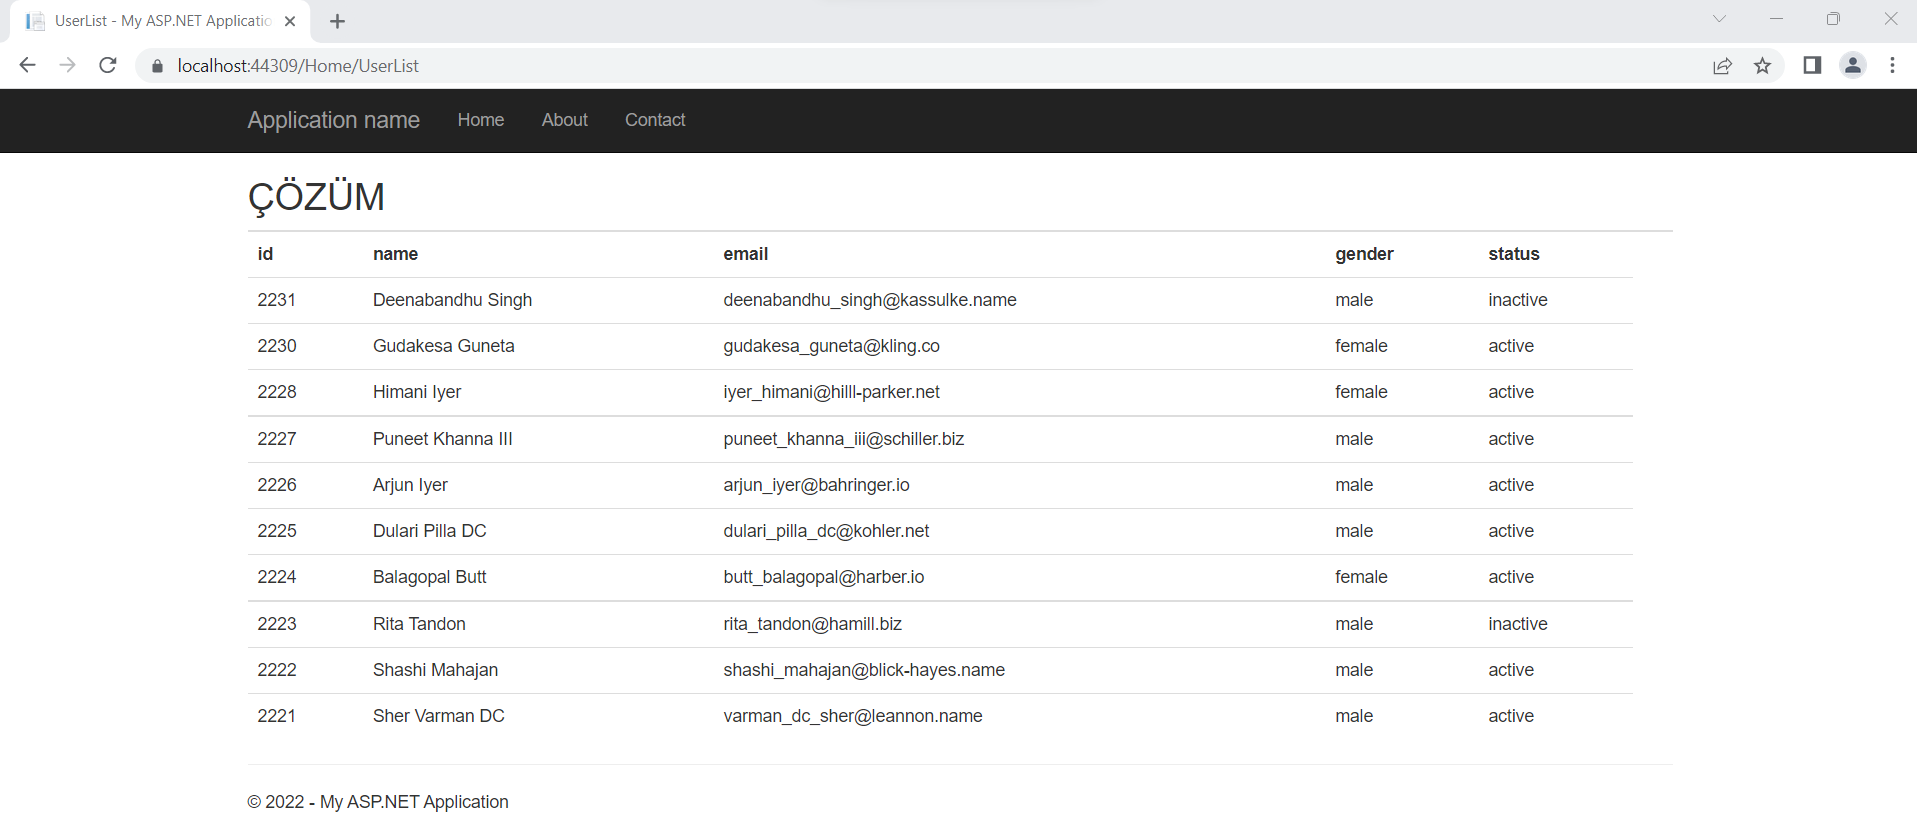 UserList - My ASP.NET Applicatio
localhost:44309/Home/UserList
Application name Home About Contact
ÇÖZÜM
id name email gender status
2231 Deenabandhu Singh deenabandhu_singh@kassulke.name male inactive
2230 Gudakesa Guneta gudakesa_guneta@kling.co female active
2228 Himani Iyer iyer_himani@hilll-parker.net female active
2227 Puneet Khanna III puneet_khanna_iii@schiller.biz male active
2226 Arjun Iyer arjun_iyer@bahringer.io male active
2225 Dulari Pilla DC dulari_pilla_dc@kohler.net male active
2224 Balagopal Butt butt_balagopal@harber.io female active
2223 Rita Tandon rita_tandon@hamill.biz male inactive
2222 Shashi Mahajan shashi_mahajan@blick-hayes.name male active
2221 Sher Varman DC varman_dc_sher@leannon.name male active
© 2022 - My ASP.NET Application